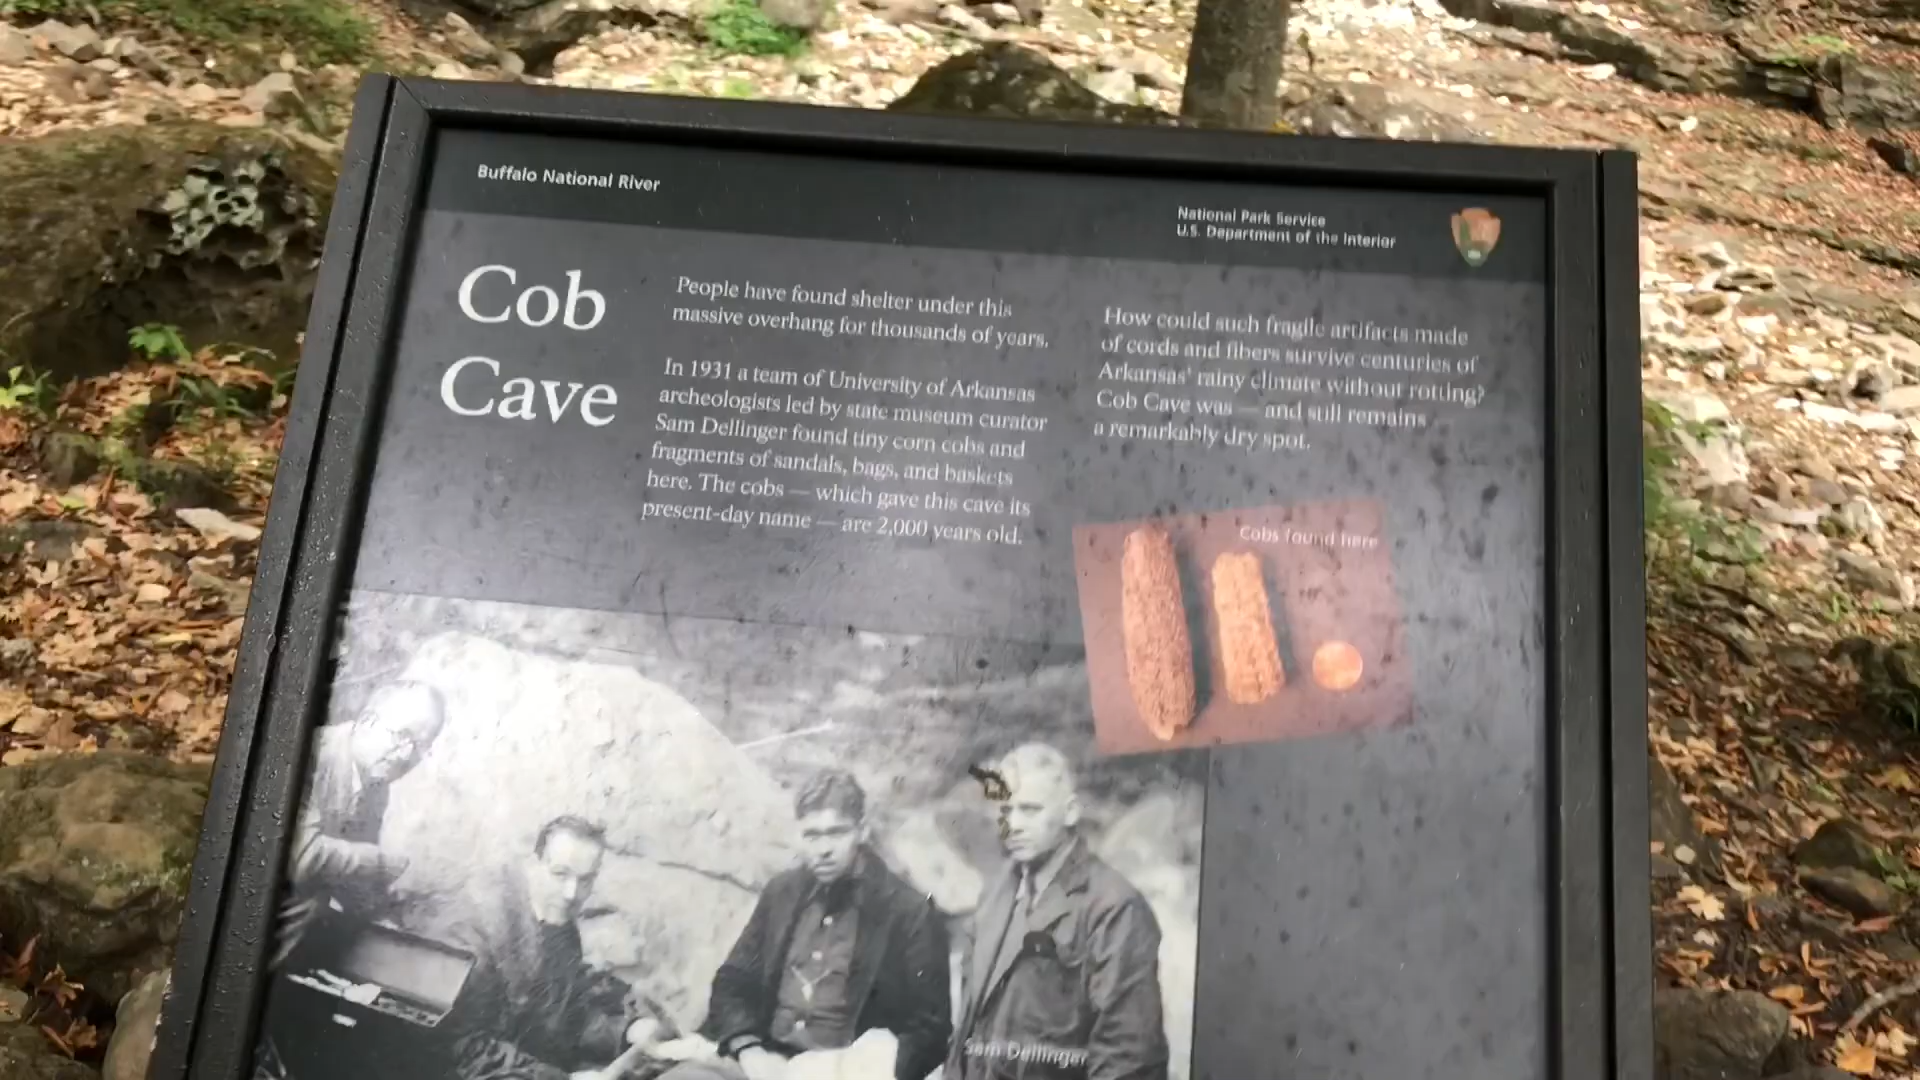 Buffalo National River
National Park Service
U.S. Department of the Interior
Cob
Cave
People have found shelter under this
massive overhang for thousands of years.
In 1931 a team of University of Arkansas
archeologists led by state museum curator
Sam Dellinger found tiny corn cobs and
fragments of sandals, bags, and baskets
here. The cobs — which gave this cave its
present-day name — are 2,000 years old.
How could such fragile artifacts made
of cords and fibers survive centuries of
Arkansas' rainy climate without rotting?
Cob Cave was — and still remains
a remarkably dry spot.
Cobs found here
Sam Dellinger